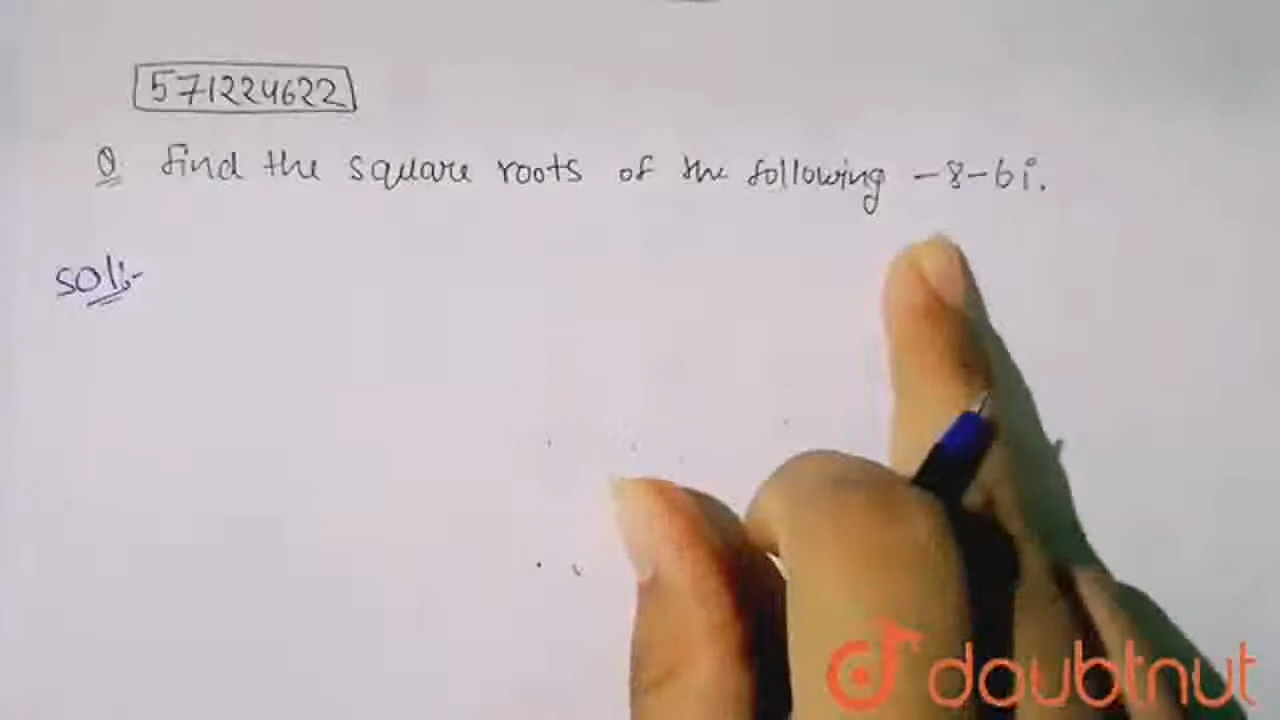 571224622
Q find the square roots of the following -8-6i.
Sol:-
doubtnut